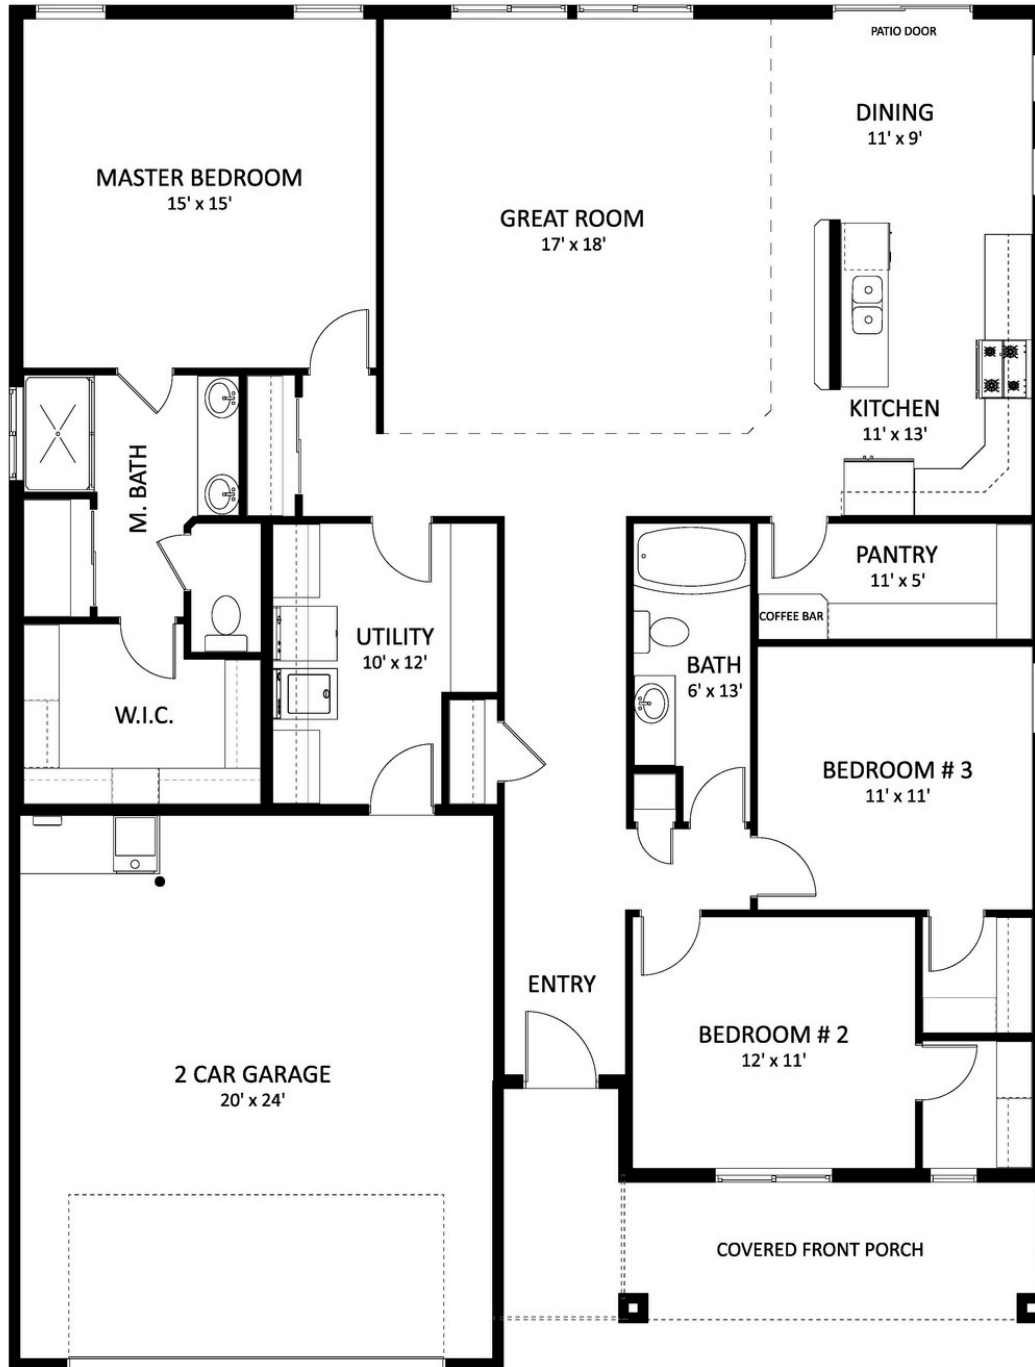 PATIO DOOR
DINING
11' x 9'
MASTER BEDROOM
15' x 15'
GREAT ROOM
17' x 18'
KITCHEN
11' x 13'
M. BATH
PANTRY
11' x 5'
COFFEE BAR
UTILITY
10' x 12'
BATH
6' x 13'
W.I.C.
BEDROOM # 3
11' x 11'
ENTRY
BEDROOM # 2
12' x 11'
2 CAR GARAGE
20' x 24'
COVERED FRONT PORCH